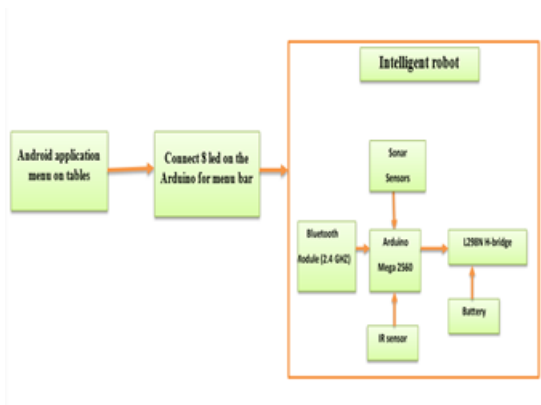 Intelligent robot
Android application
menu on tables
Connect $ led on the
Arduino for menu bar
Sonar
Sensors
Bluetooth
Module (2.4 GHZ)
Arduino
Mega 2560
L298N H-bridge
Battery
IR sensor